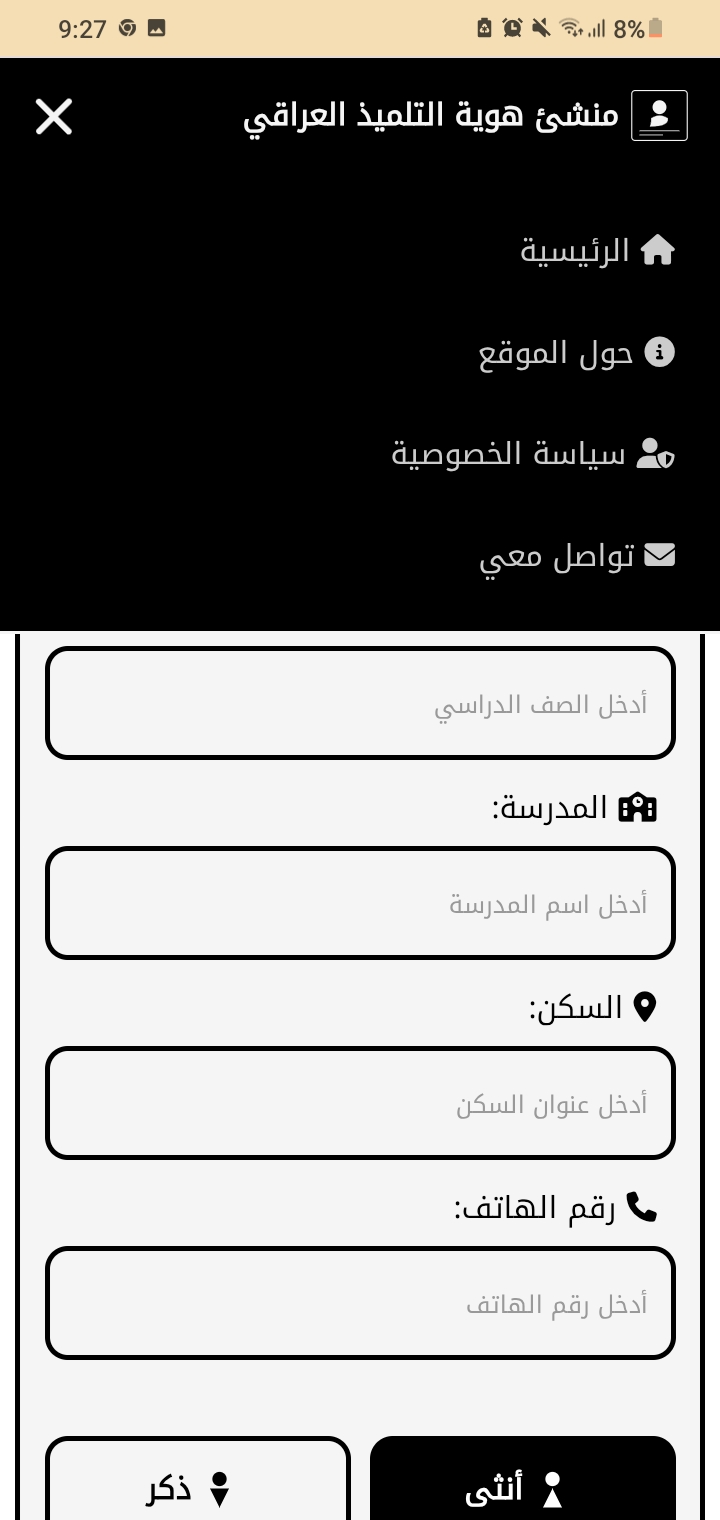 9:27
8%
منشئ هوية التلميذ العراقي
الرئيسية
حول الموقع
سياسة الخصوصية
تواصل معي
أدخل الصف الدراسي
المدرسة:
أدخل اسم المدرسة
السكن:
أدخل عنوان السكن
رقم الهاتف:
أدخل رقم الهاتف
أنثى
ذكر